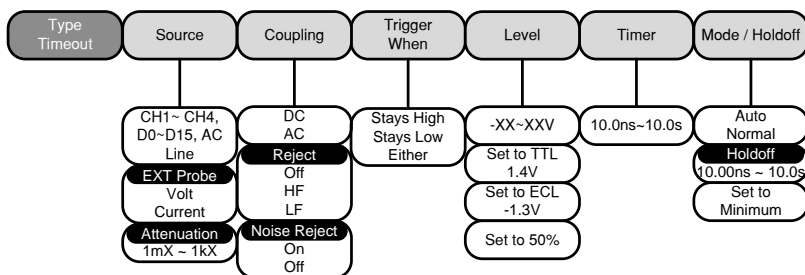 Type
Timeout
Source
Coupling
Trigger
When
Level
Timer
Mode / Holdoff
CH1~ CH4,
D0~D15, AC
Line
EXT Probe
Volt
Current
Attenuation
1mX ~ 1kX
DC
AC
Reject
Off
HF
LF
Noise Reject
On
Off
Stays High
Stays Low
Either
-XX~XXV
Set to TTL
1.4V
Set to ECL
-1.3V
Set to 50%
10.0ns~10.0s
Auto
Normal
Holdoff
10.00ns ~ 10.0s
Set to
Minimum